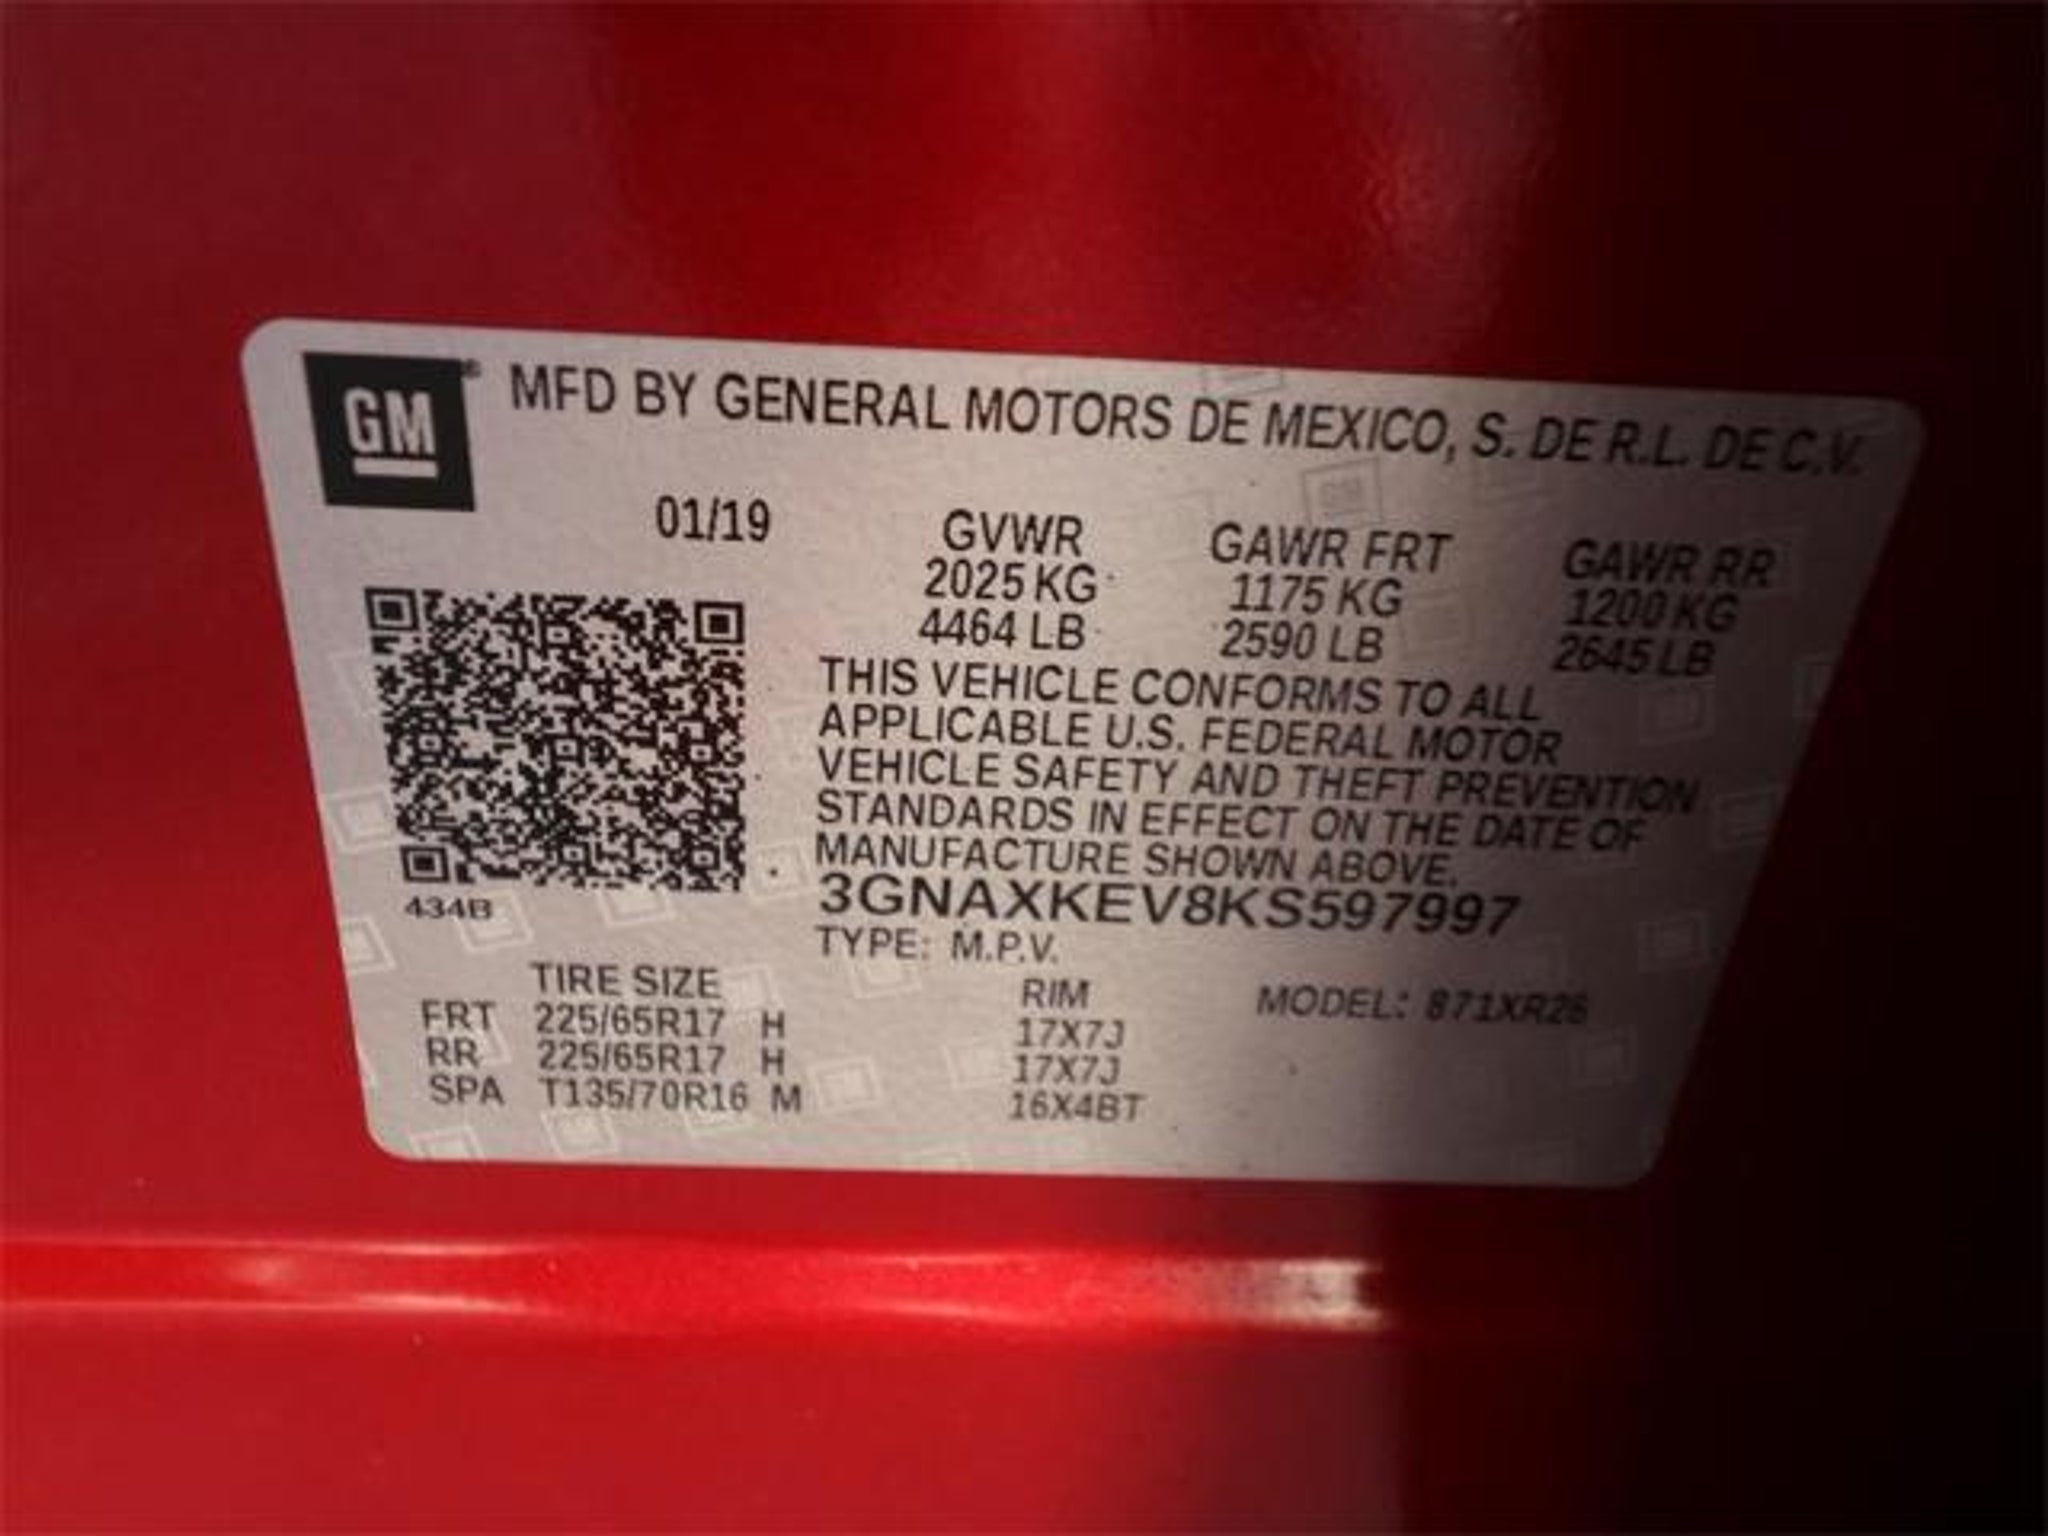 GM ® MFD BY GENERAL MOTORS DE MEXICO, S. DE R.L. DE C.V.
01/19 GVWR GAWR FRT GAWR RR
2025 KG 1175 KG 1200 KG
4464 LB 2590 LB 2645 LB
THIS VEHICLE CONFORMS TO ALL
APPLICABLE U.S. FEDERAL MOTOR
VEHICLE SAFETY AND THEFT PREVENTION
STANDARDS IN EFFECT ON THE DATE OF
MANUFACTURE SHOWN ABOVE.
434B 3GNAXKEV8KS597997
TYPE: M.P.V.
TIRE SIZE RIM MODEL: 871XR26
FRT 225/65R17 H 17X7J
RR 225/65R17 H 17X7J
SPA T135/70R16 M 16X4BT